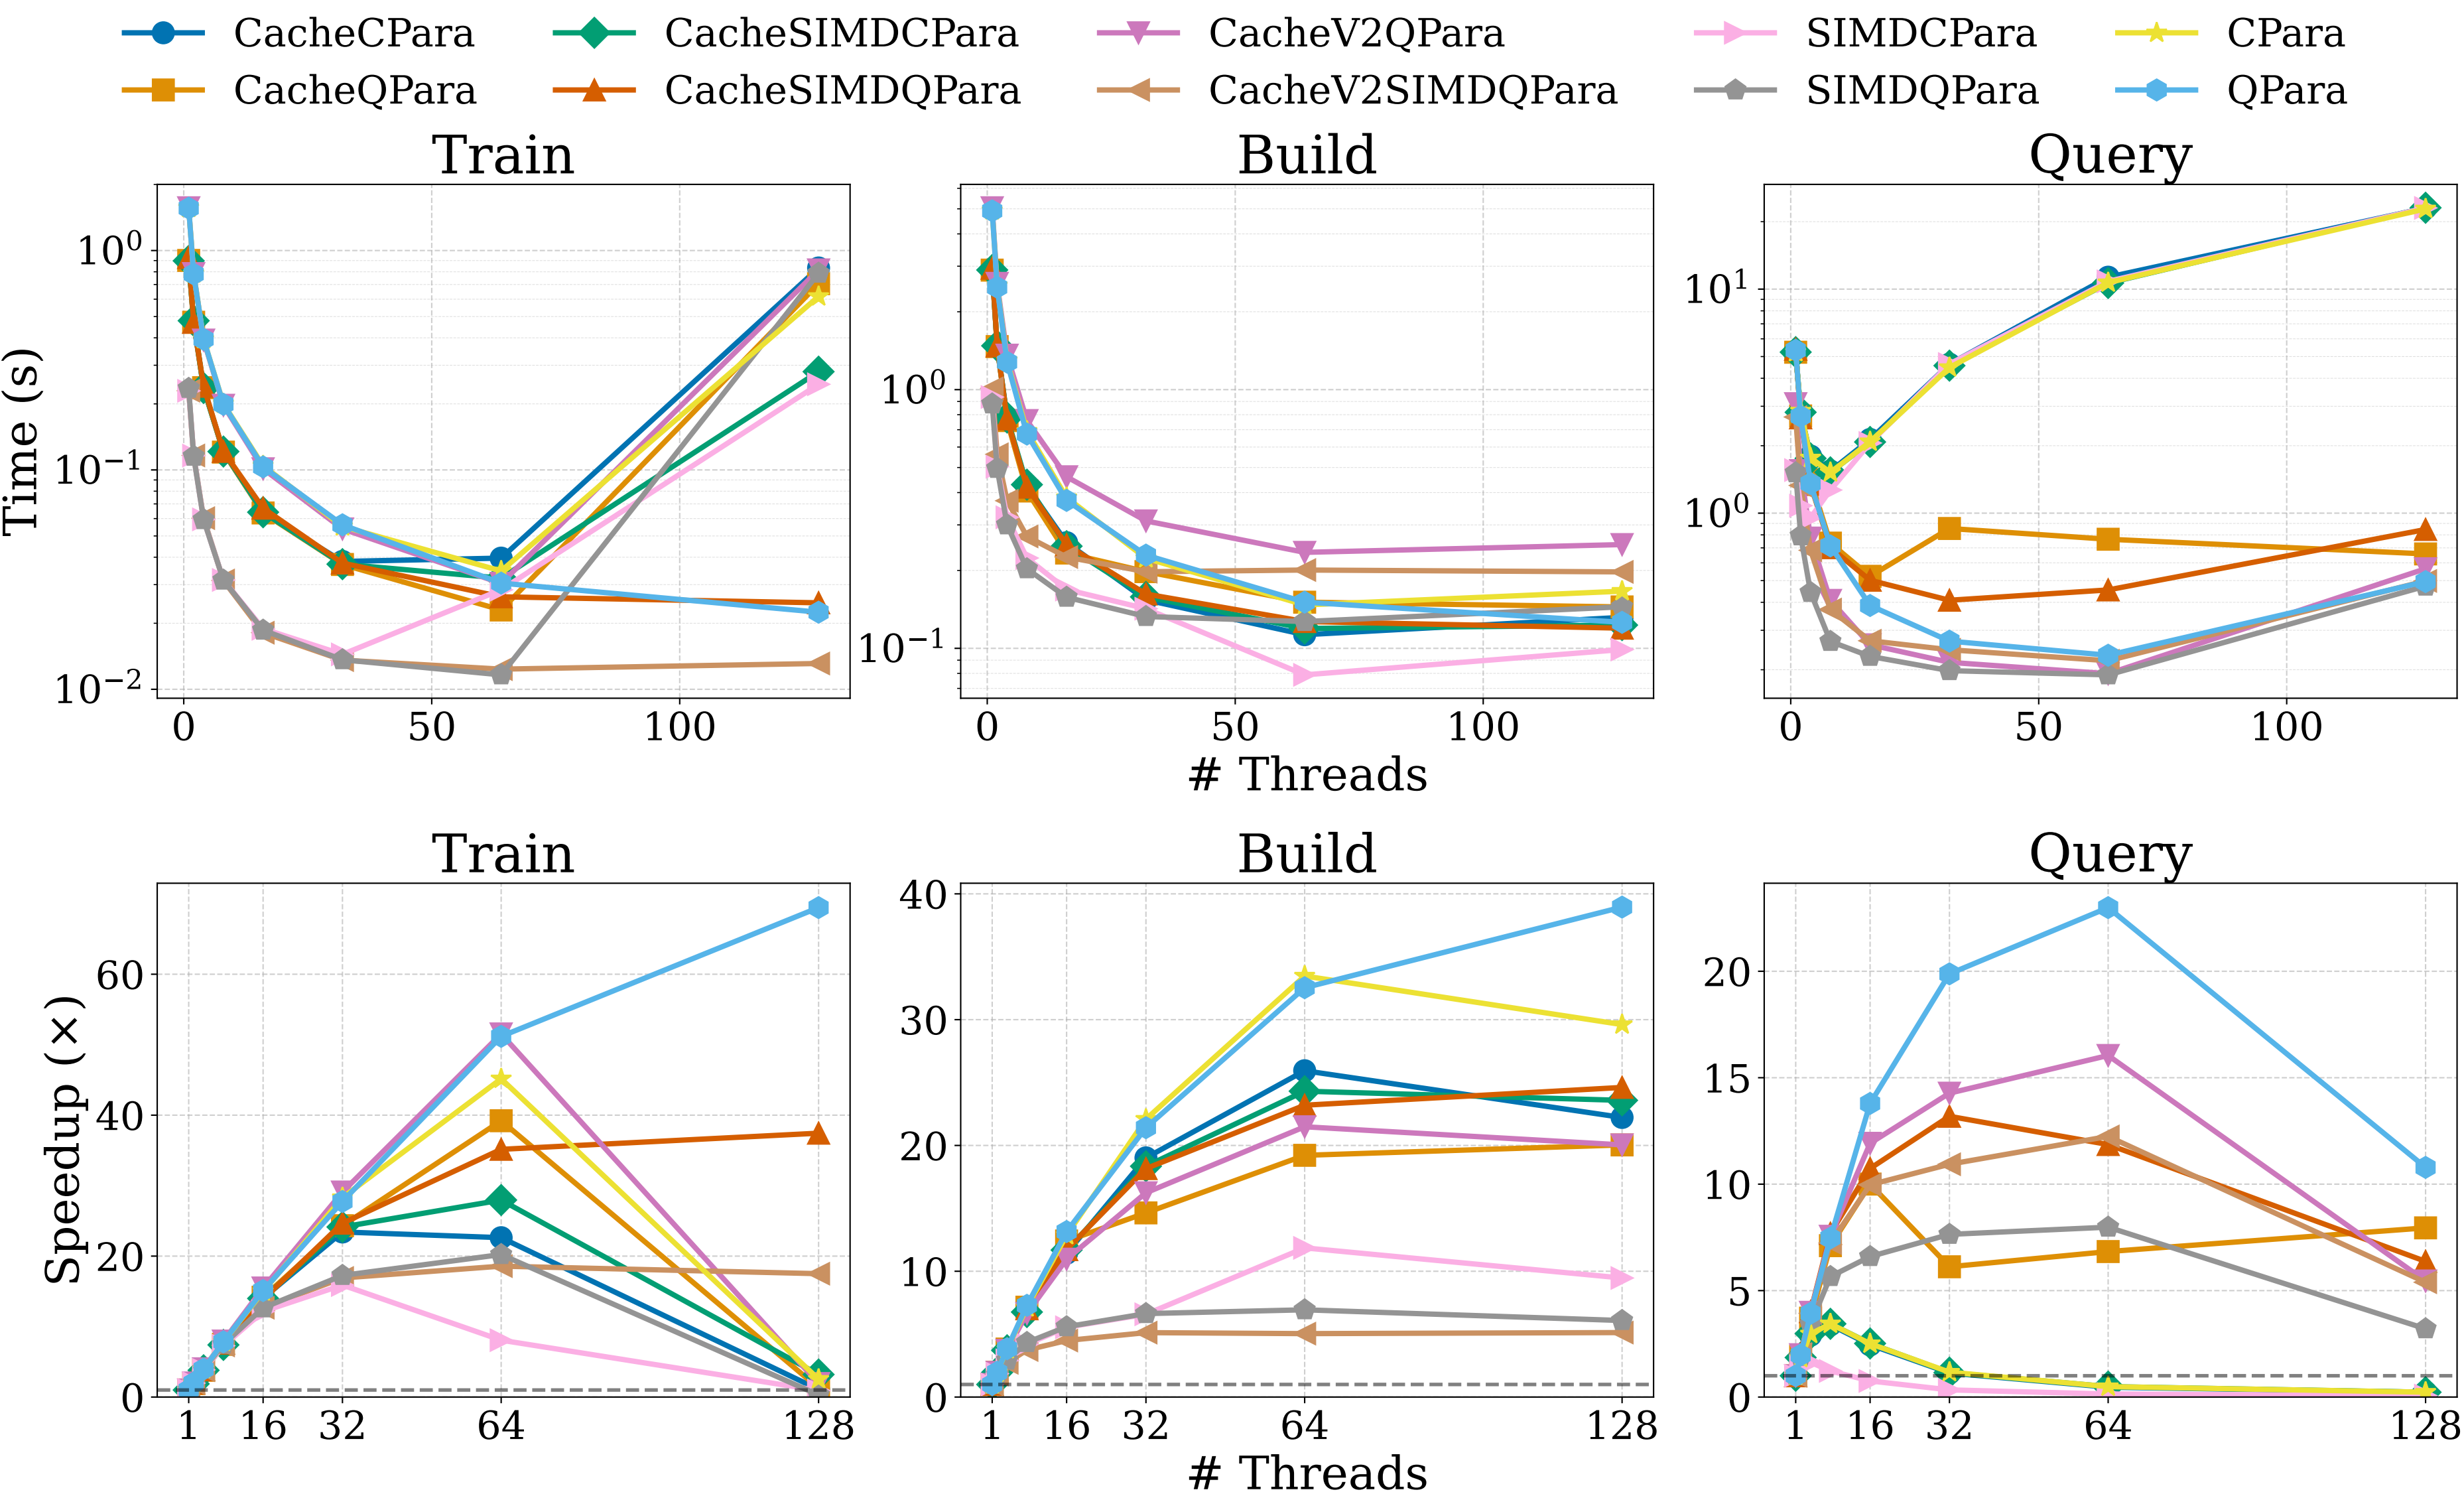 CacheCPara CacheSIMDCPara CacheV2QPara SIMDCPara CPara
CacheQPara CacheSIMDQPara CacheV2SIMDQPara SIMDQPara QPara
Train Build Query
Time (s)
10⁰
10⁻¹
10⁻²
0 50 100
10⁰
10⁻¹
0 50 100
10¹
10⁰
0 50 100
# Threads
Train Build Query
Speedup (×)
60
40
20
0
1 16 32 64 128
40
30
20
10
0
1 16 32 64 128
20
15
10
5
0
1 16 32 64 128
# Threads